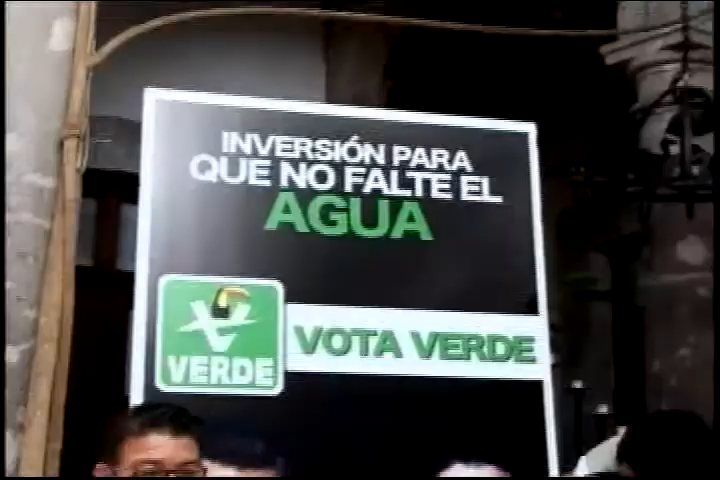 INVERSIÓN PARA
QUE NO FALTE EL
AGUA
VERDE
VOTA VERDE